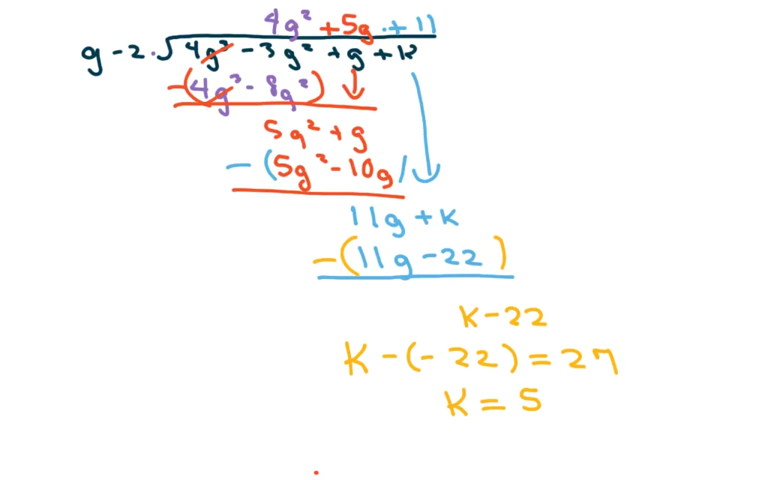 4g² + 5g + 11
g - 2 √ 4g³ - 3g² + g + k
- (4g³ - 8g²)
5g² + g
- (5g² - 10g)
11g + k
- (11g - 22)
k - 22
k - (- 22) = 27
k = 5